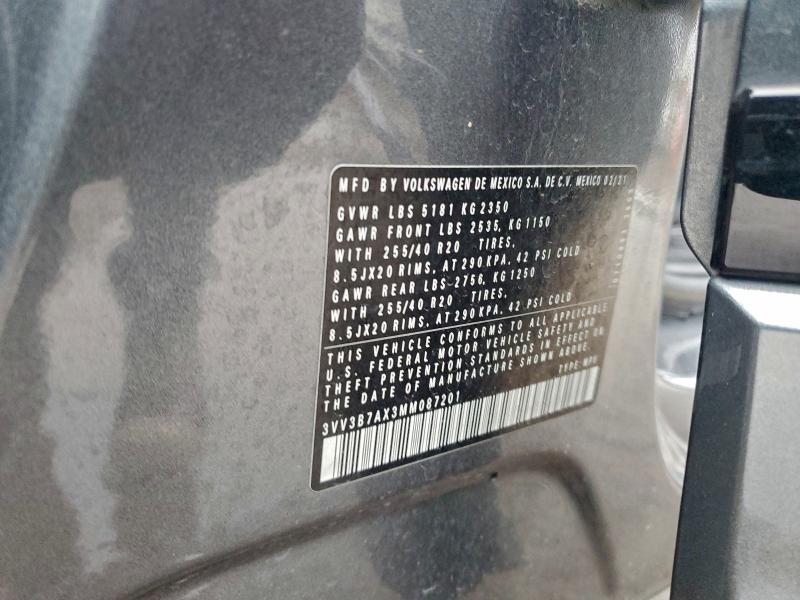 MFD BY VOLKSWAGEN DE MEXICO S.A. DE C.V. MEXICO 02/21
GVWR LBS 5181 KG 2350
GAWR FRONT LBS 2535, KG 1150
WITH 255/40 R20 TIRES,
8.5JX20 RIMS, AT 290 KPA, 42 PSI COLD
GAWR REAR LBS 2756, KG 1250
WITH 255/40 R20 TIRES,
8.5JX20 RIMS, AT 290 KPA, 42 PSI COLD
THIS VEHICLE CONFORMS TO ALL APPLICABLE
U.S. FEDERAL MOTOR VEHICLE SAFETY AND
THEFT PREVENTION STANDARDS IN EFFECT ON
THE DATE OF MANUFACTURE SHOWN ABOVE.
3VV3B7AX3MM087201 TYPE: MPV